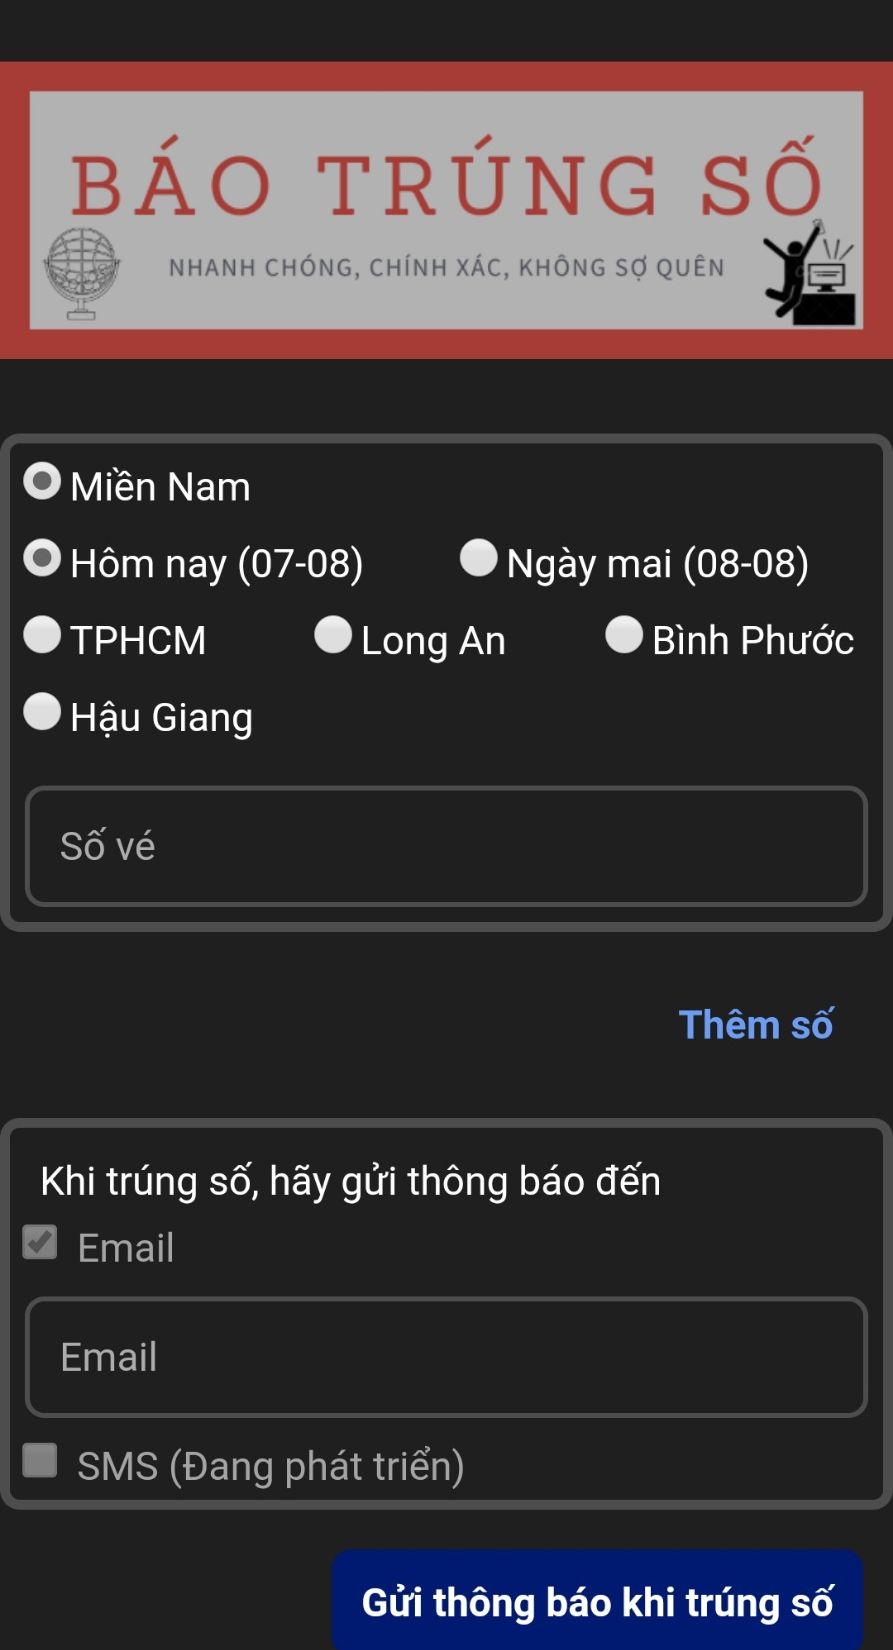 BÁO TRÚNG SỐ
NHANH CHÓNG, CHÍNH XÁC, KHÔNG SỢ QUÊN
Miền Nam
Hôm nay (07-08) Ngày mai (08-08)
TPHCM Long An Bình Phước
Hậu Giang
Số vé
Thêm số
Khi trúng số, hãy gửi thông báo đến
Email
Email
SMS (Đang phát triển)
Gửi thông báo khi trúng số